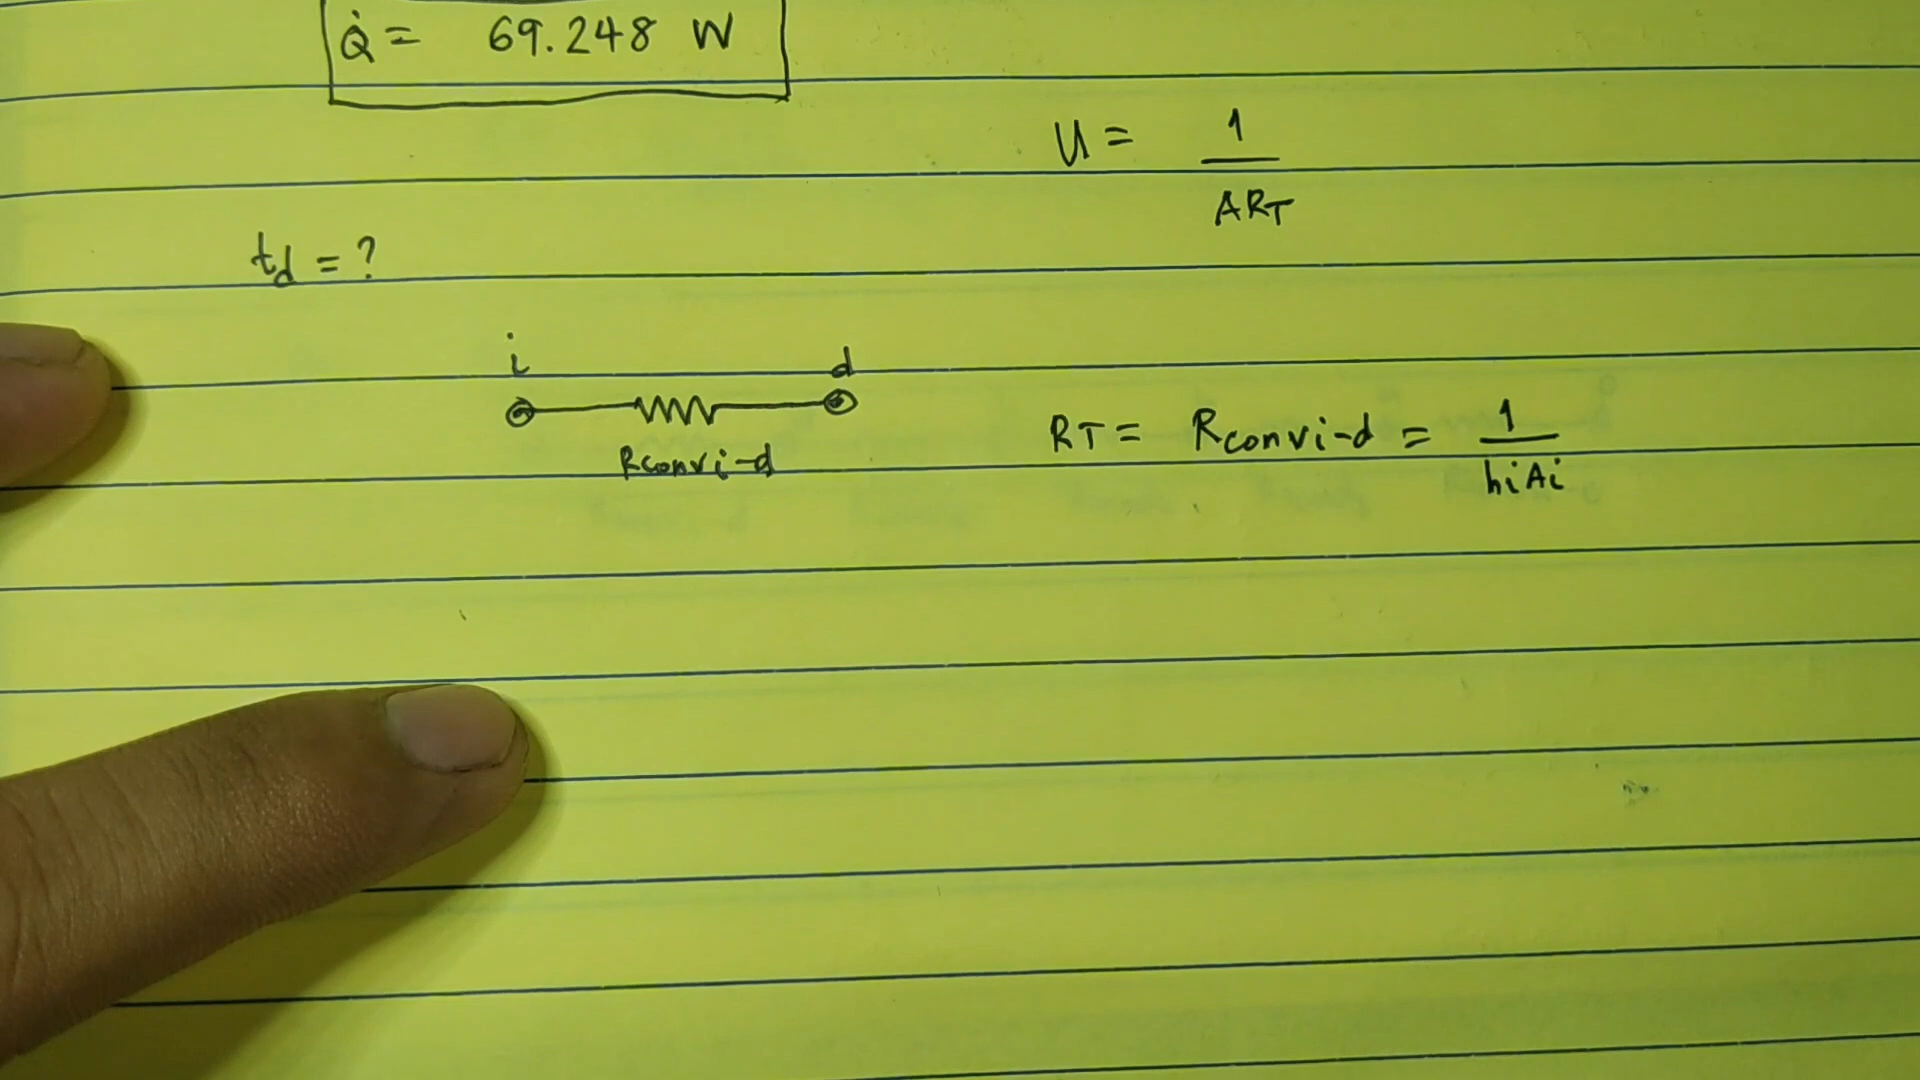 Q̇ = 69.248 W
U = 1 / ART
td = ?
i d
Rconvi-d
RT = Rconvi-d = 1 / hiAi